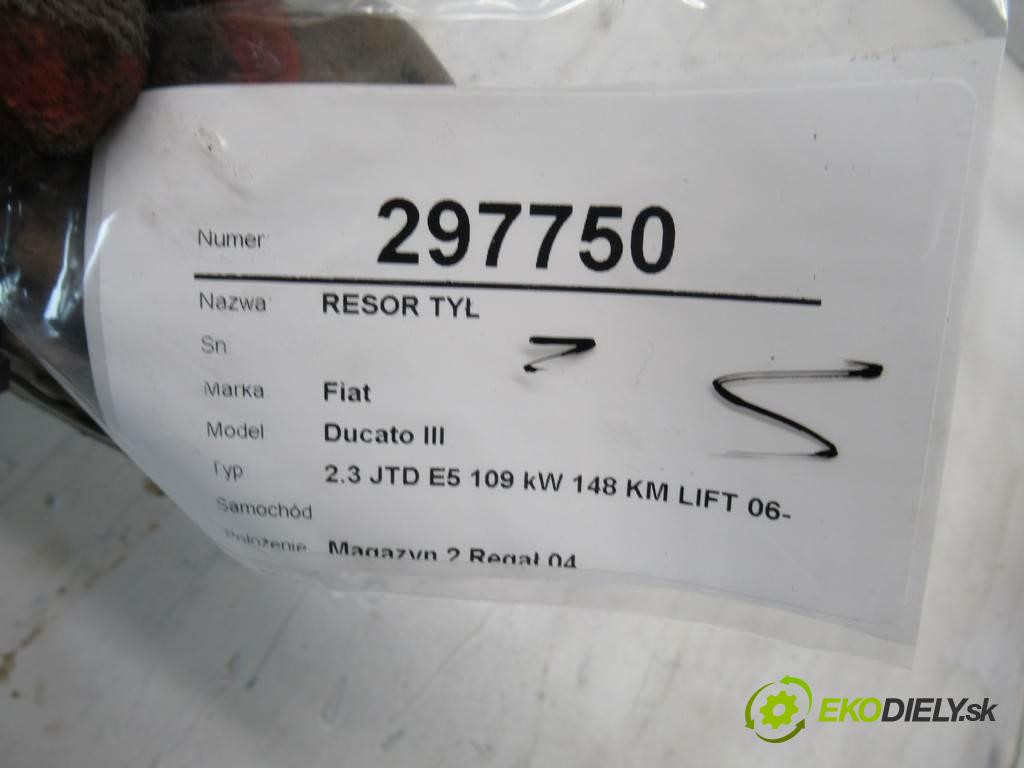 Numer 297750
Nazwa: RESOR TYŁ
Sn
Marka Fiat
Model Ducato III
Typ 2.3 JTD E5 109 kW 148 KM LIFT 06-
Samochód
Położenie Magazyn 2 Regał 04
EKODIELY.sk